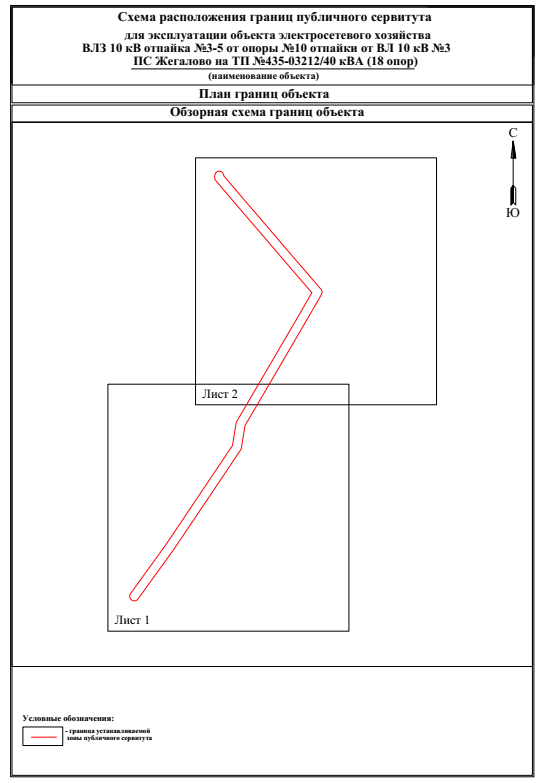 Схема расположения границ публичного сервитута
для эксплуатации объекта электросетевого хозяйства
ВЛЗ 10 кВ отпайка №3-5 от опоры №10 отпайки от ВЛ 10 кВ №3
ПС Жегалово на ТП №435-03212/40 кВА (18 опор)
(наименование объекта)
План границ объекта
Обзорная схема границ объекта
С
Ю
Лист 2
Лист 1
Условные обозначения:
- граница устанавливаемой
зоны публичного сервитута